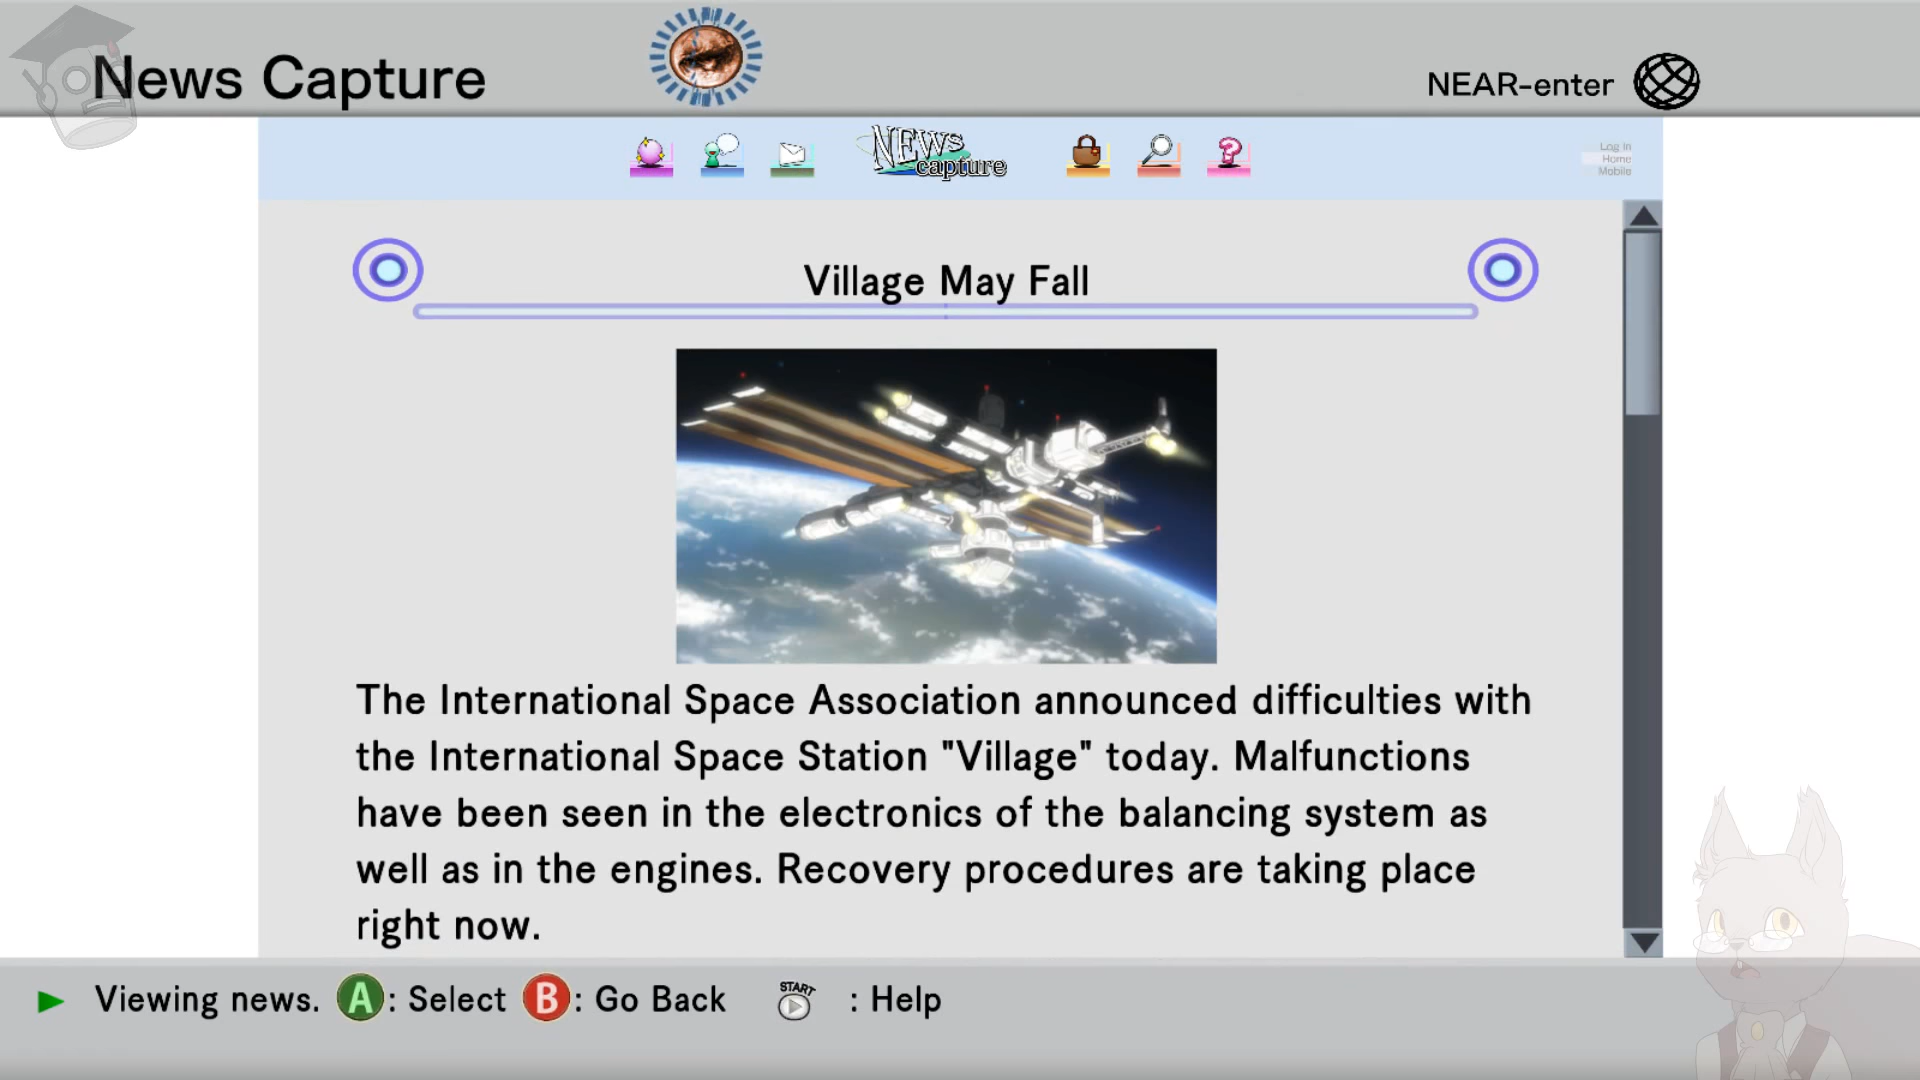 News Capture
NEAR-enter
NEWS
capture
Log In
Home
Mobile
Village May Fall
The International Space Association announced difficulties with
the International Space Station "Village" today. Malfunctions
have been seen in the electronics of the balancing system as
well as in the engines. Recovery procedures are taking place
right now.
Viewing news. A : Select B : Go Back START : Help